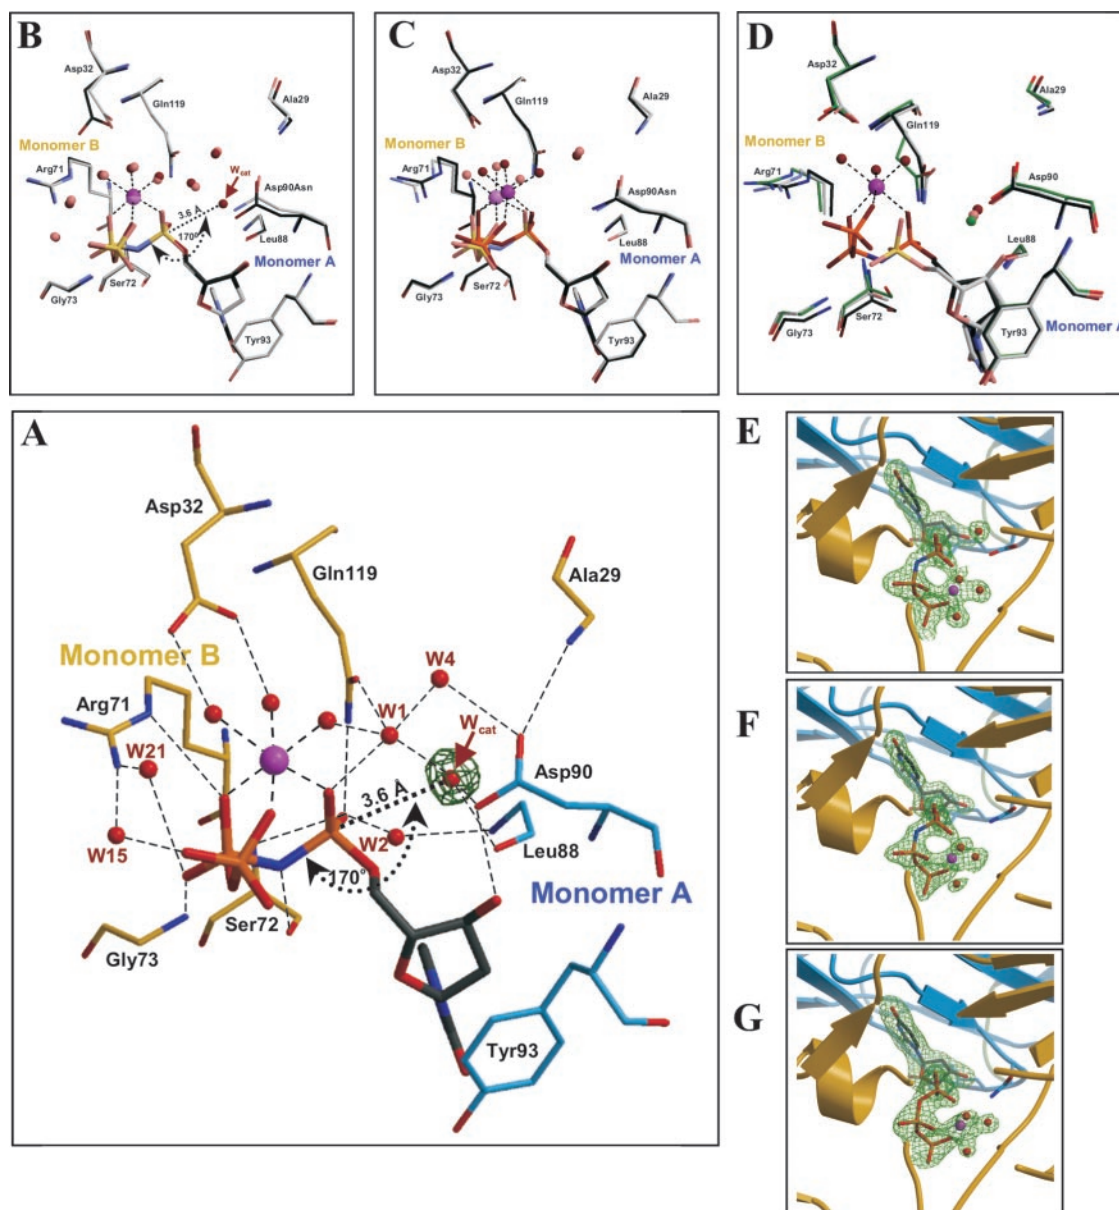 B
Asp32
Gln119
Ala29
Monomer B
Arg71
Wcat
3.6 Å
170°
Asp90Asn
Leu88
Monomer A
Ser72
Gly73
Tyr93
C
Asp32
Gln119
Ala29
Monomer B
Arg71
Asp90Asn
Leu88
Monomer A
Ser72
Gly73
Tyr93
D
Asp32
Gln119
Ala29
Monomer B
Arg71
Asp90
Leu88
Ser72
Gly73
Tyr93
Monomer A
A
Asp32
Gln119
Ala29
Monomer B
W4
Arg71
W1
Wcat
W21
Asp90
3.6 Å
W2
Leu88
W15
170°
Monomer A
Ser72
Gly73
Tyr93
E
F
G